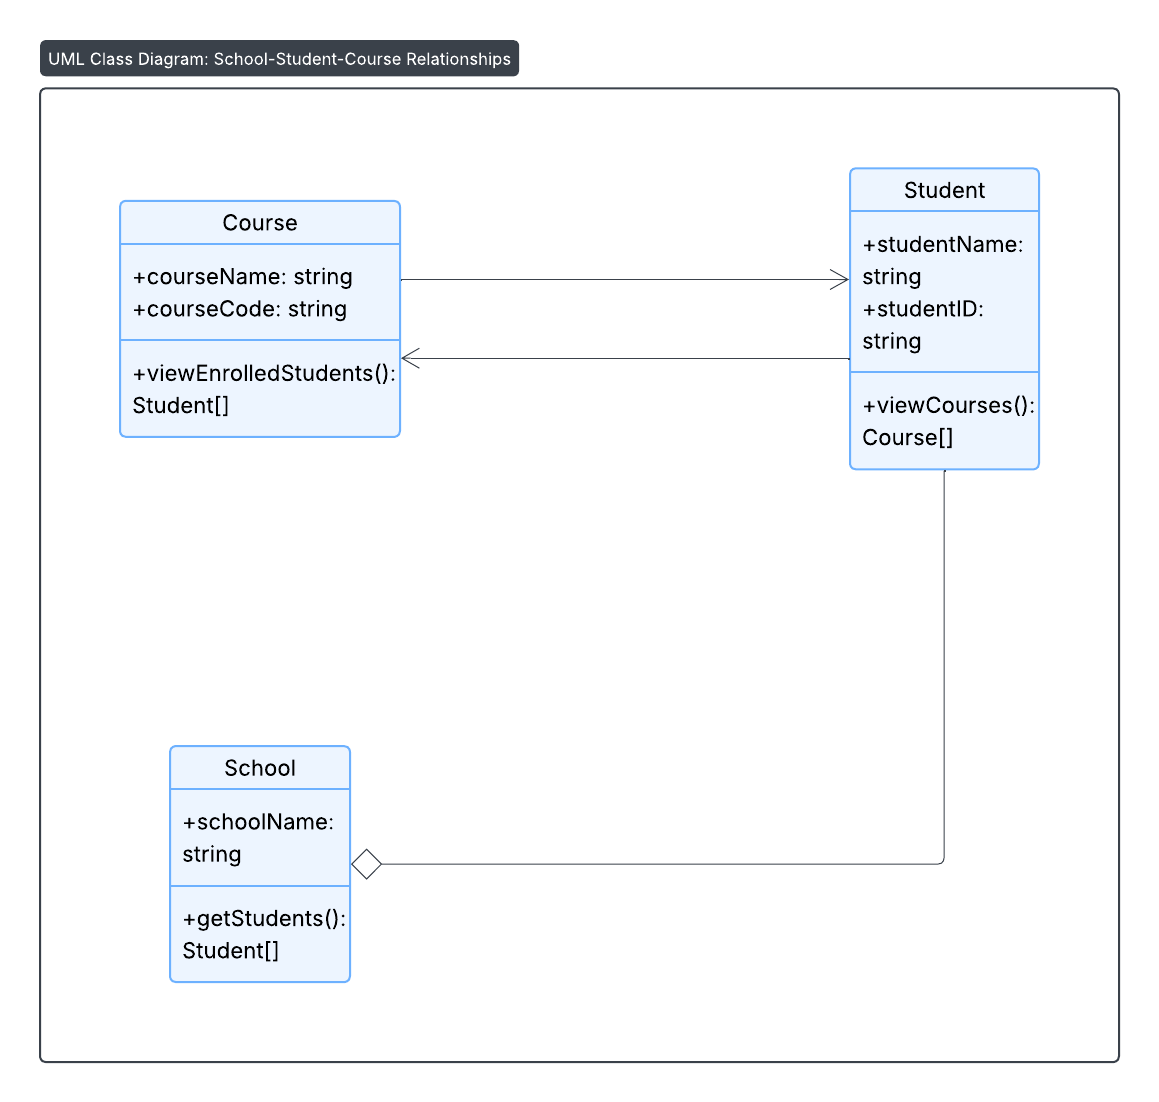 UML Class Diagram: School-Student-Course Relationships
Course
+courseName: string
+courseCode: string
+viewEnrolledStudents():
Student[]
Student
+studentName:
string
+studentID:
string
+viewCourses():
Course[]
School
+schoolName:
string
+getStudents():
Student[]